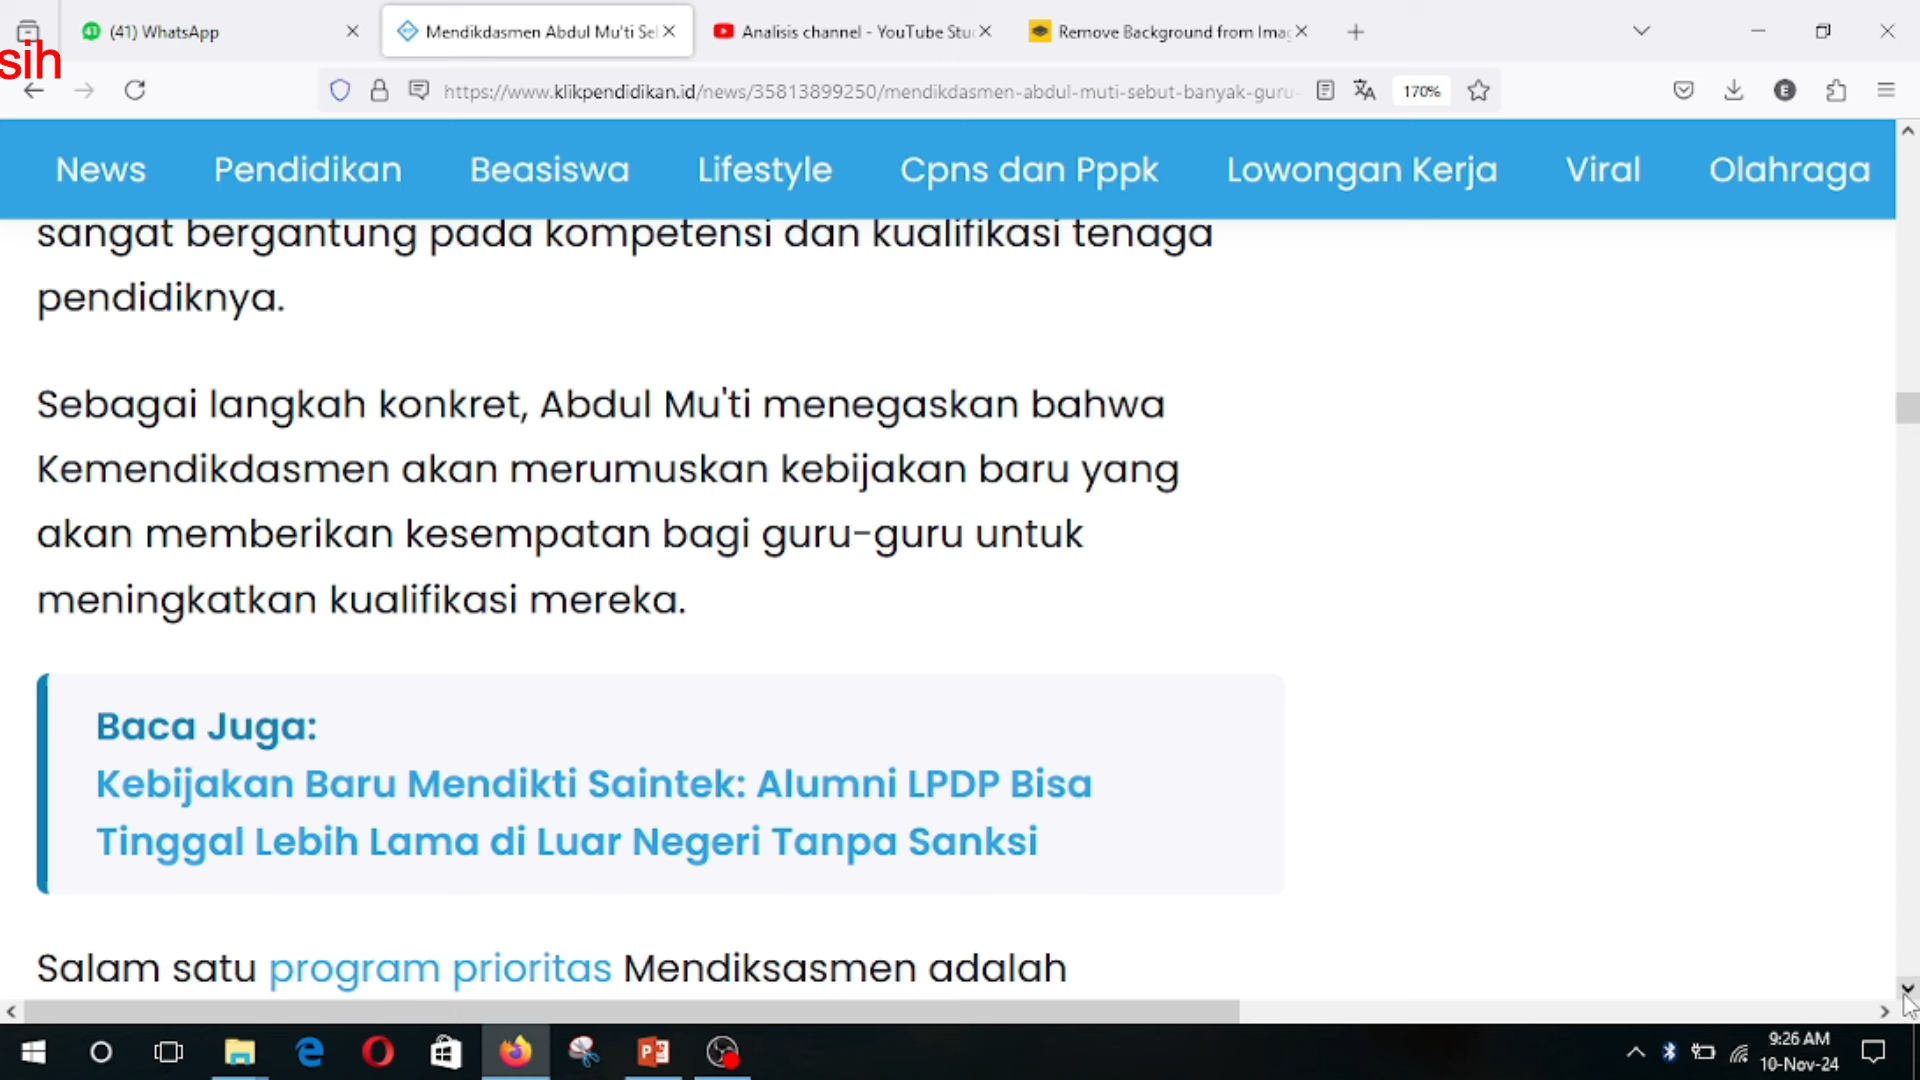 (41) WhatsApp
Mendikdasmen Abdul Mu'ti Se
Analisis channel - YouTube Stu
Remove Background from Ima
sih
https://www.klikpendidikan.id/news/35813899250/mendikdasmen-abdul-muti-sebut-banyak-guru-
170%
E
News Pendidikan Beasiswa Lifestyle Cpns dan Pppk Lowongan Kerja Viral Olahraga
sangat bergantung pada kompetensi dan kualifikasi tenaga
pendidiknya.
Sebagai langkah konkret, Abdul Mu'ti menegaskan bahwa
Kemendikdasmen akan merumuskan kebijakan baru yang
akan memberikan kesempatan bagi guru-guru untuk
meningkatkan kualifikasi mereka.
Baca Juga:
Kebijakan Baru Mendikti Saintek: Alumni LPDP Bisa
Tinggal Lebih Lama di Luar Negeri Tanpa Sanksi
Salam satu program prioritas Mendiksasmen adalah
9:26 AM
10-Nov-24